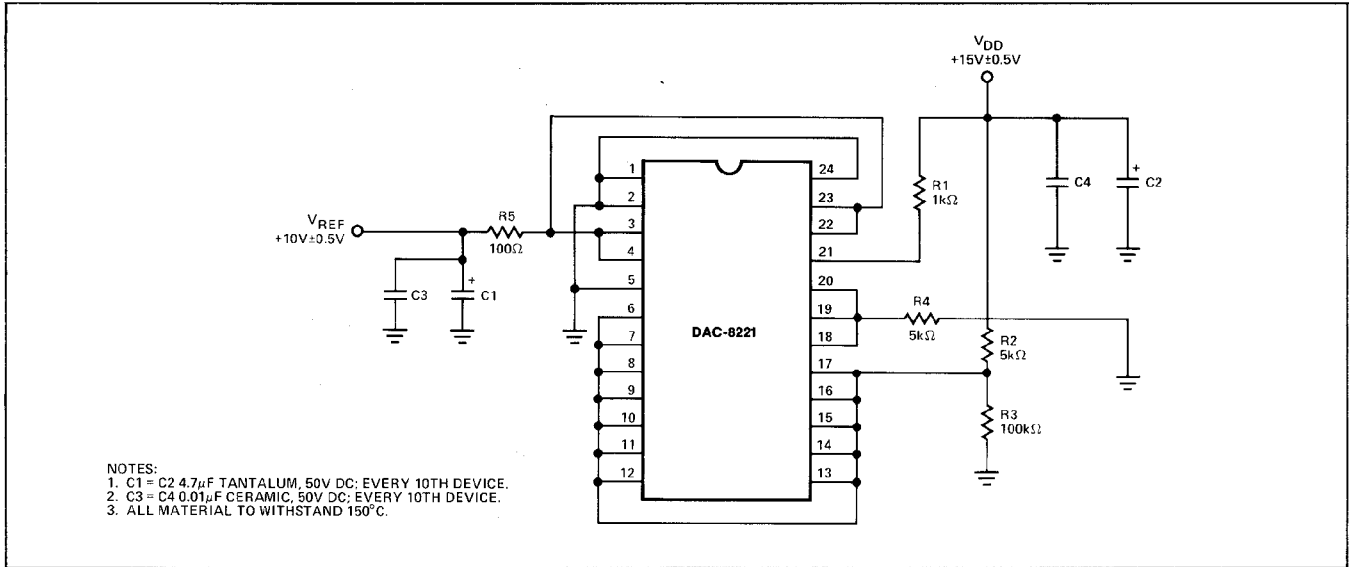 VDD
+15V±0.5V
VREF
+10V±0.5V
R5
100Ω
C3
+
C1
1
2
3
4
5
6
7
8
9
10
11
12
DAC-8221
24
23
22
21
20
19
18
17
16
15
14
13
R1
1kΩ
C4
+
C2
R4
5kΩ
R2
5kΩ
R3
100kΩ
NOTES:
1. C1 = C2 4.7μF TANTALUM, 50V DC; EVERY 10TH DEVICE.
2. C3 = C4 0.01μF CERAMIC, 50V DC; EVERY 10TH DEVICE.
3. ALL MATERIAL TO WITHSTAND 150°C.